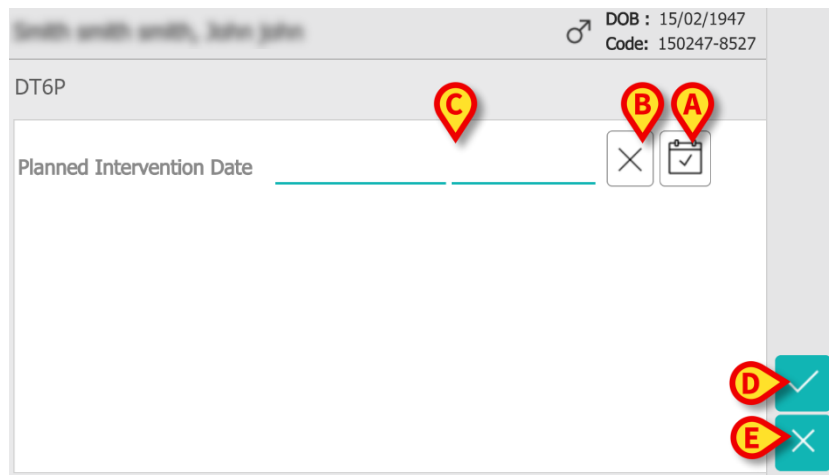 DOB : 15/02/1947
Code: 150247-8527
DT6P
C
B
A
Planned Intervention Date
D
E